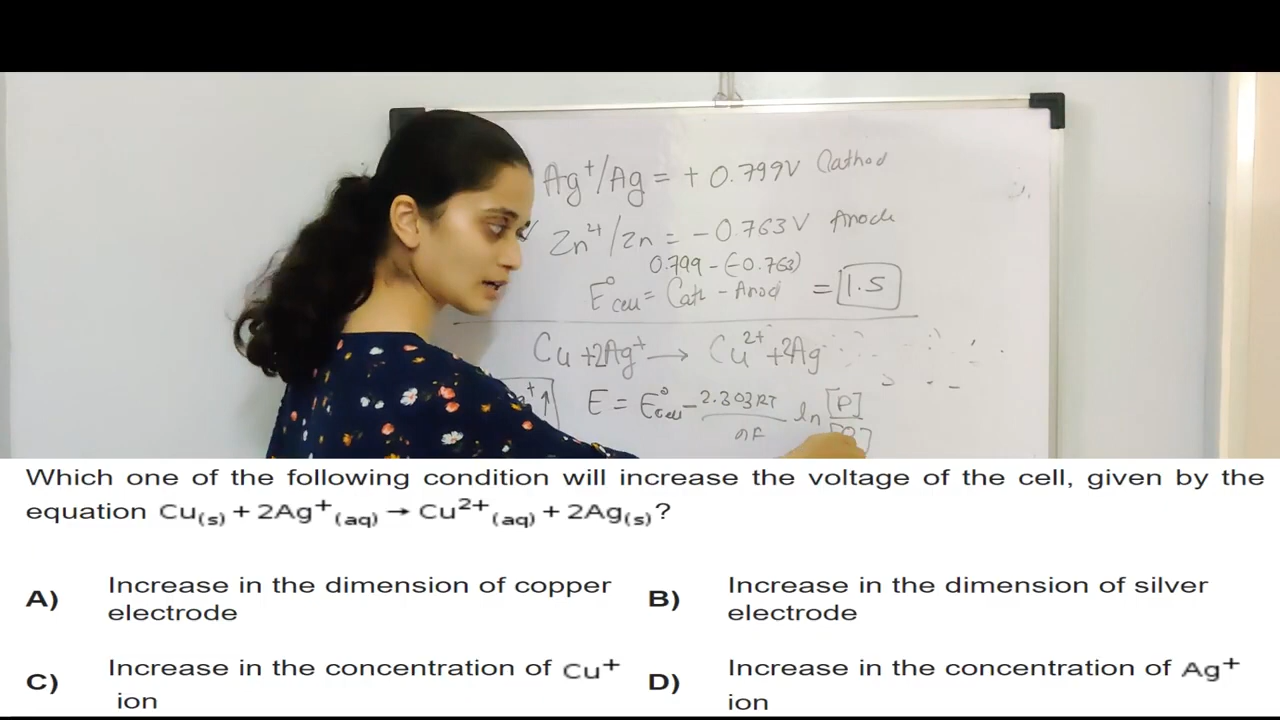 Ag⁺/Ag = + 0.799V Cathod
Zn⁴/Zn = - 0.763V Anode
0.799 - (-0.763)
E°cell = Cath - Anod = 1.5
Cu + 2Ag⁺ → Cu²⁺ + 2Ag
⁺↑ E = E°cell - 2.303RT/nF ln [P]
Which one of the following condition will increase the voltage of the cell, given by the
equation Cu(s) + 2Ag⁺(aq) → Cu²⁺(aq) + 2Ag(s)?
A) Increase in the dimension of copper B) Increase in the dimension of silver
electrode electrode
C) Increase in the concentration of Cu⁺ D) Increase in the concentration of Ag⁺
ion ion